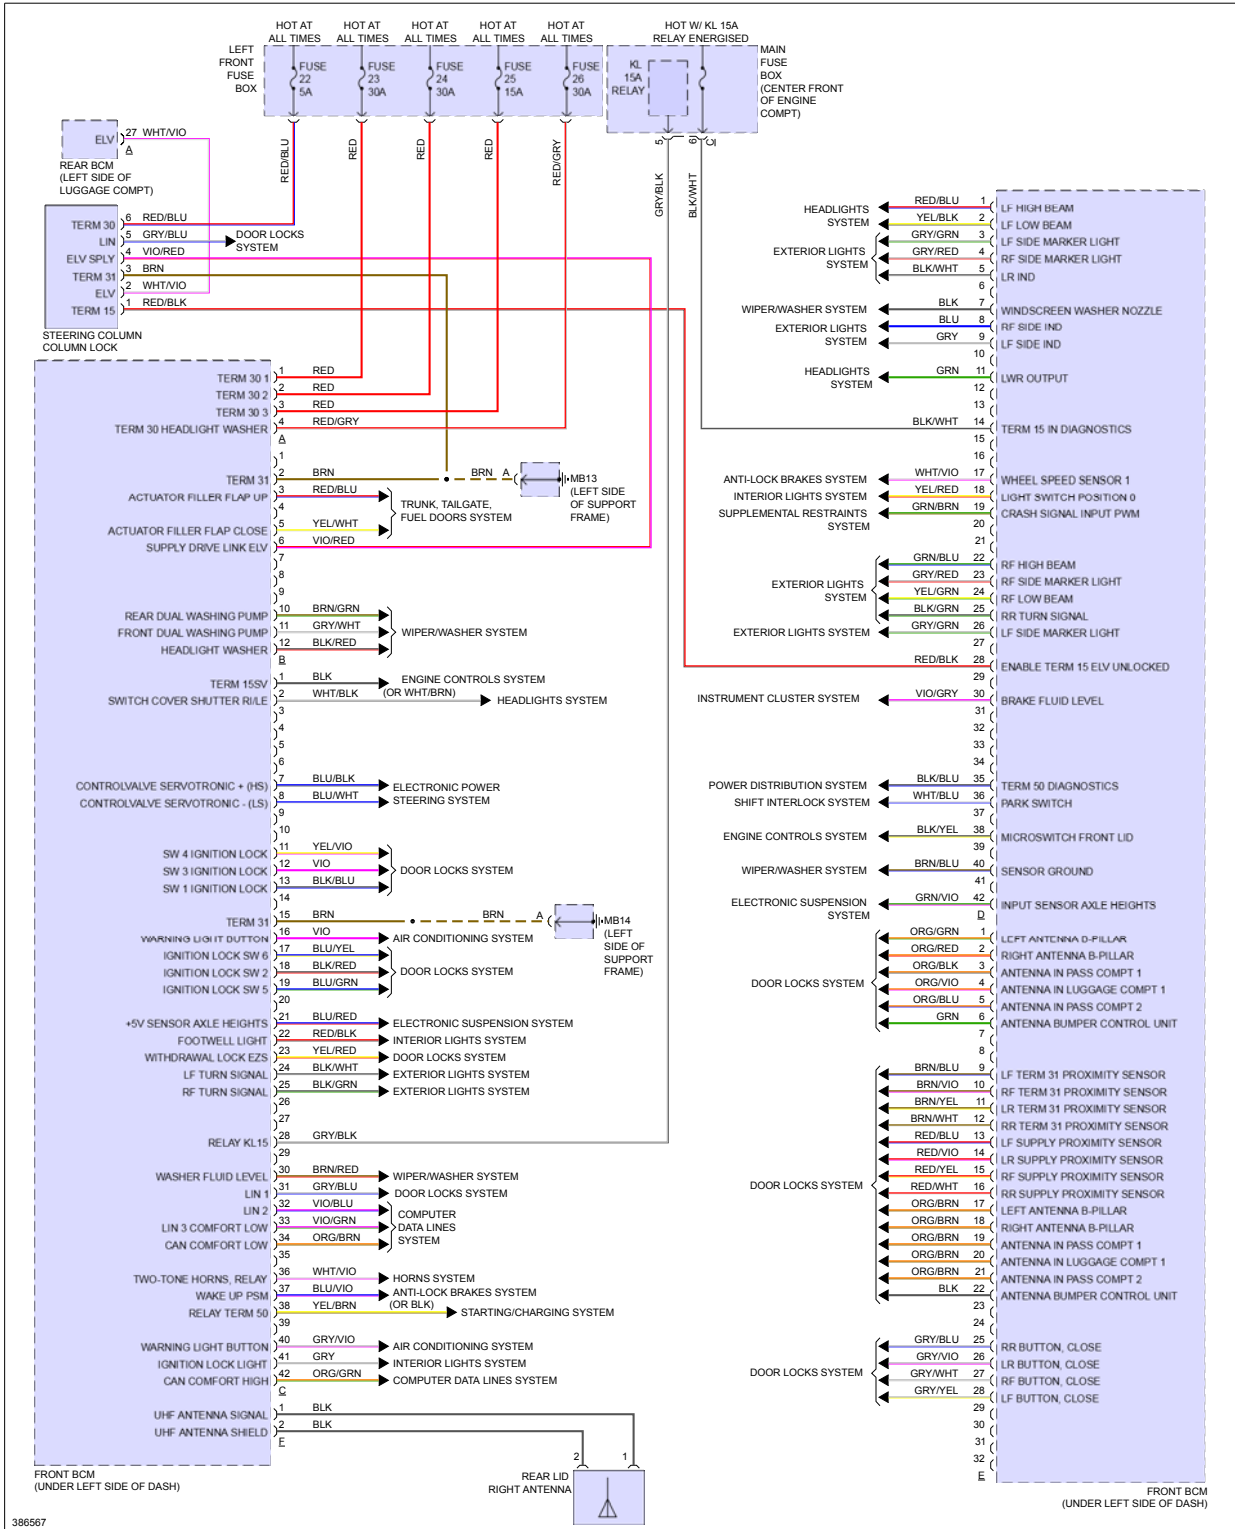 HOT AT
ALL TIMES
HOT AT
ALL TIMES
HOT AT
ALL TIMES
HOT AT
ALL TIMES
HOT AT
ALL TIMES
HOT W/ KL 15A
RELAY ENERGISED
LEFT
FRONT
FUSE
BOX
FUSE
22
5A
FUSE
23
30A
FUSE
24
30A
FUSE
25
15A
FUSE
26
30A
KL
15A
RELAY
MAIN
FUSE
BOX
(CENTER FRONT
OF ENGINE
COMPT)
5
6
C
RED/BLU
RED
RED
RED
RED/GRY
GRY/BLK
BLK/WHT
ELV
27 WHT/VIO
A
REAR BCM
(LEFT SIDE OF
LUGGAGE COMPT)
TERM 30 6 RED/BLU
LIN 5 GRY/BLU
DOOR LOCKS
SYSTEM
ELV SPLY 4 VIO/RED
TERM 31 3 BRN
ELV 2 WHT/VIO
TERM 15 1 RED/BLK
STEERING COLUMN
COLUMN LOCK
TERM 30 1 1 RED
TERM 30 2 2 RED
TERM 30 3 3 RED
TERM 30 HEADLIGHT WASHER 4 RED/GRY
A
1
TERM 31 2 BRN
BRN A
MB13
(LEFT SIDE
OF SUPPORT
FRAME)
ACTUATOR FILLER FLAP UP 3 RED/BLU
4
TRUNK, TAILGATE,
FUEL DOORS SYSTEM
ACTUATOR FILLER FLAP CLOSE 5 YEL/WHT
SUPPLY DRIVE LINK ELV 6 VIO/RED
7
8
9
REAR DUAL WASHING PUMP 10 BRN/GRN
FRONT DUAL WASHING PUMP 11 GRY/WHT WIPER/WASHER SYSTEM
HEADLIGHT WASHER 12 BLK/RED
B
TERM 15SV 1 BLK ENGINE CONTROLS SYSTEM
SWITCH COVER SHUTTER RI/LE 2 WHT/BLK (OR WHT/BRN) HEADLIGHTS SYSTEM
3
4
5
6
CONTROLVALVE SERVOTRONIC + (HS) 7 BLU/BLK ELECTRONIC POWER
CONTROLVALVE SERVOTRONIC - (LS) 8 BLU/WHT STEERING SYSTEM
9
10
SW 4 IGNITION LOCK 11 YEL/VIO
SW 3 IGNITION LOCK 12 VIO DOOR LOCKS SYSTEM
SW 1 IGNITION LOCK 13 BLK/BLU
14
TERM 31 15 BRN
BRN A
MB14
(LEFT
SIDE OF
SUPPORT
FRAME)
WARNING LIGHT BUTTON 16 VIO AIR CONDITIONING SYSTEM
IGNITION LOCK SW 6 17 BLU/YEL
IGNITION LOCK SW 2 18 BLK/RED DOOR LOCKS SYSTEM
IGNITION LOCK SW 5 19 BLU/GRN
20
+5V SENSOR AXLE HEIGHTS 21 BLU/RED ELECTRONIC SUSPENSION SYSTEM
FOOTWELL LIGHT 22 RED/BLK INTERIOR LIGHTS SYSTEM
WITHDRAWAL LOCK EZS 23 YEL/RED DOOR LOCKS SYSTEM
LF TURN SIGNAL 24 BLK/WHT EXTERIOR LIGHTS SYSTEM
RF TURN SIGNAL 25 BLK/GRN EXTERIOR LIGHTS SYSTEM
26
27
RELAY KL15 28 GRY/BLK
29
WASHER FLUID LEVEL 30 BRN/RED WIPER/WASHER SYSTEM
LIN 1 31 GRY/BLU DOOR LOCKS SYSTEM
LIN 2 32 VIO/BLU COMPUTER
LIN 3 COMFORT LOW 33 VIO/GRN DATA LINES
CAN COMFORT LOW 34 ORG/BRN SYSTEM
35
TWO-TONE HORNS, RELAY 36 WHT/VIO HORNS SYSTEM
WAKE UP PSM 37 BLU/VIO ANTI-LOCK BRAKES SYSTEM
(OR BLK)
RELAY TERM 50 38 YEL/BRN STARTING/CHARGING SYSTEM
39
WARNING LIGHT BUTTON 40 GRY/VIO AIR CONDITIONING SYSTEM
IGNITION LOCK LIGHT 41 GRY INTERIOR LIGHTS SYSTEM
CAN COMFORT HIGH 42 ORG/GRN COMPUTER DATA LINES SYSTEM
C
UHF ANTENNA SIGNAL 1 BLK
UHF ANTENNA SHIELD 2 BLK
F
FRONT BCM
(UNDER LEFT SIDE OF DASH)
2
1
REAR LID
RIGHT ANTENNA
HEADLIGHTS
SYSTEM
RED/BLU 1 LF HIGH BEAM
YEL/BLK 2 LF LOW BEAM
EXTERIOR LIGHTS
SYSTEM
GRY/GRN 3 LF SIDE MARKER LIGHT
GRY/RED 4 RF SIDE MARKER LIGHT
BLK/WHT 5 LR IND
6
WIPER/WASHER SYSTEM BLK 7 WINDSCREEN WASHER NOZZLE
EXTERIOR LIGHTS
SYSTEM
BLU 8 RF SIDE IND
GRY 9 LF SIDE IND
10
HEADLIGHTS
SYSTEM
GRN 11 LWR OUTPUT
12
13
BLK/WHT 14 TERM 15 IN DIAGNOSTICS
15
16
ANTI-LOCK BRAKES SYSTEM WHT/VIO 17 WHEEL SPEED SENSOR 1
INTERIOR LIGHTS SYSTEM YEL/RED 18 LIGHT SWITCH POSITION 0
SUPPLEMENTAL RESTRAINTS
SYSTEM
GRN/BRN 19 CRASH SIGNAL INPUT PWM
20
21
EXTERIOR LIGHTS
SYSTEM
GRN/BLU 22 RF HIGH BEAM
GRY/RED 23 RF SIDE MARKER LIGHT
YEL/GRN 24 RF LOW BEAM
BLK/GRN 25 RR TURN SIGNAL
EXTERIOR LIGHTS SYSTEM GRY/GRN 26 LF SIDE MARKER LIGHT
27
RED/BLK 28 ENABLE TERM 15 ELV UNLOCKED
29
INSTRUMENT CLUSTER SYSTEM VIO/GRY 30 BRAKE FLUID LEVEL
31
32
33
34
POWER DISTRIBUTION SYSTEM BLK/BLU 35 TERM 50 DIAGNOSTICS
SHIFT INTERLOCK SYSTEM WHT/BLU 36 PARK SWITCH
37
ENGINE CONTROLS SYSTEM BLK/YEL 38 MICROSWITCH FRONT LID
39
WIPER/WASHER SYSTEM BRN/BLU 40 SENSOR GROUND
41
ELECTRONIC SUSPENSION
SYSTEM
GRN/VIO 42 INPUT SENSOR AXLE HEIGHTS
D
DOOR LOCKS SYSTEM
ORG/GRN 1 LEFT ANTENNA B-PILLAR
ORG/RED 2 RIGHT ANTENNA B-PILLAR
ORG/BLK 3 ANTENNA IN PASS COMPT 1
ORG/VIO 4 ANTENNA IN LUGGAGE COMPT 1
ORG/BLU 5 ANTENNA IN PASS COMPT 2
GRN 6 ANTENNA BUMPER CONTROL UNIT
7
8
DOOR LOCKS SYSTEM
BRN/BLU 9 LF TERM 31 PROXIMITY SENSOR
BRN/VIO 10 RF TERM 31 PROXIMITY SENSOR
BRN/YEL 11 LR TERM 31 PROXIMITY SENSOR
BRN/WHT 12 RR TERM 31 PROXIMITY SENSOR
RED/BLU 13 LF SUPPLY PROXIMITY SENSOR
RED/VIO 14 LR SUPPLY PROXIMITY SENSOR
RED/YEL 15 RF SUPPLY PROXIMITY SENSOR
RED/WHT 16 RR SUPPLY PROXIMITY SENSOR
ORG/BRN 17 LEFT ANTENNA B-PILLAR
ORG/BRN 18 RIGHT ANTENNA B-PILLAR
ORG/BRN 19 ANTENNA IN PASS COMPT 1
ORG/BRN 20 ANTENNA IN LUGGAGE COMPT 1
ORG/BRN 21 ANTENNA IN PASS COMPT 2
BLK 22 ANTENNA BUMPER CONTROL UNIT
23
24
DOOR LOCKS SYSTEM
GRY/BLU 25 RR BUTTON, CLOSE
GRY/VIO 26 LR BUTTON, CLOSE
GRY/WHT 27 RF BUTTON, CLOSE
GRY/YEL 28 LF BUTTON, CLOSE
29
30
31
32
E
FRONT BCM
(UNDER LEFT SIDE OF DASH)
386567